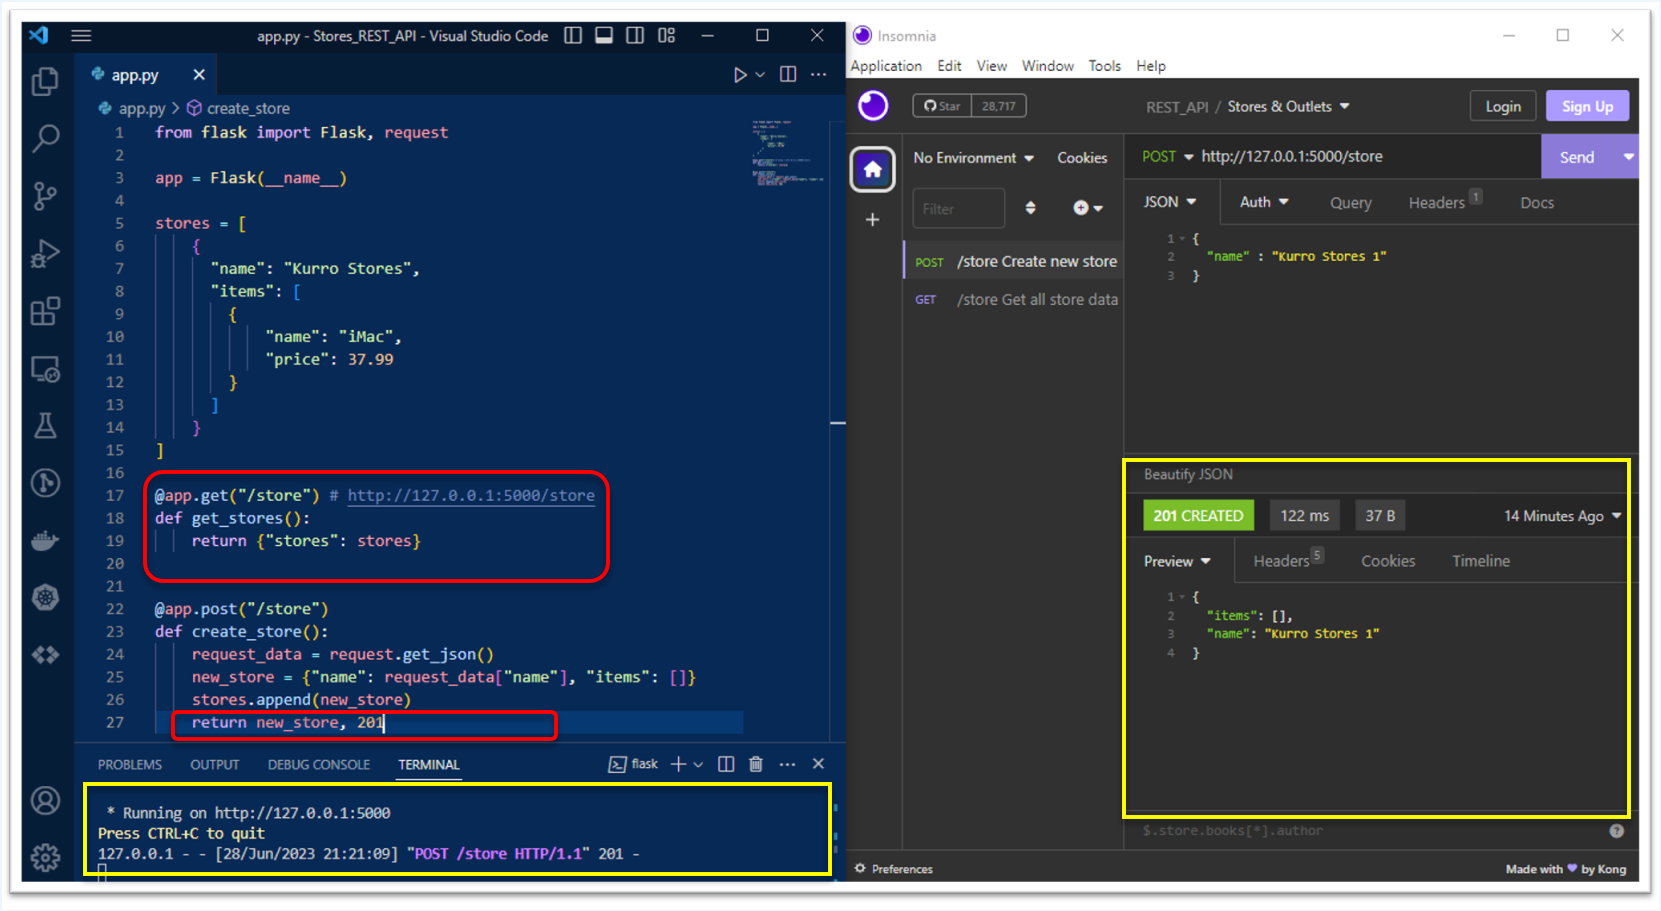 app.py - Stores_REST_API - Visual Studio Code
app.py
app.py > create_store
1 from flask import Flask, request
2
3 app = Flask(__name__)
4
5 stores = [
6 {
7 "name": "Kurro Stores",
8 "items": [
9 {
10 "name": "iMac",
11 "price": 37.99
12 }
13 ]
14 }
15 ]
16
17 @app.get("/store") # http://127.0.0.1:5000/store
18 def get_stores():
19 return {"stores": stores}
20
21
22 @app.post("/store")
23 def create_store():
24 request_data = request.get_json()
25 new_store = {"name": request_data["name"], "items": []}
26 stores.append(new_store)
27 return new_store, 201
PROBLEMS OUTPUT DEBUG CONSOLE TERMINAL flask
* Running on http://127.0.0.1:5000
Press CTRL+C to quit
127.0.0.1 - - [28/Jun/2023 21:21:09] "POST /store HTTP/1.1" 201 -
Insomnia
Application Edit View Window Tools Help
Star 28,717 REST_API / Stores & Outlets Login Sign Up
No Environment Cookies
Filter
POST /store Create new store
GET /store Get all store data
POST http://127.0.0.1:5000/store Send
JSON Auth Query Headers 1 Docs
1 {
2 "name" : "Kurro Stores 1"
3 }
Beautify JSON
201 CREATED 122 ms 37 B 14 Minutes Ago
Preview Headers 5 Cookies Timeline
1 {
2 "items": [],
3 "name": "Kurro Stores 1"
4 }
$.store.books[*].author
Preferences Made with by Kong